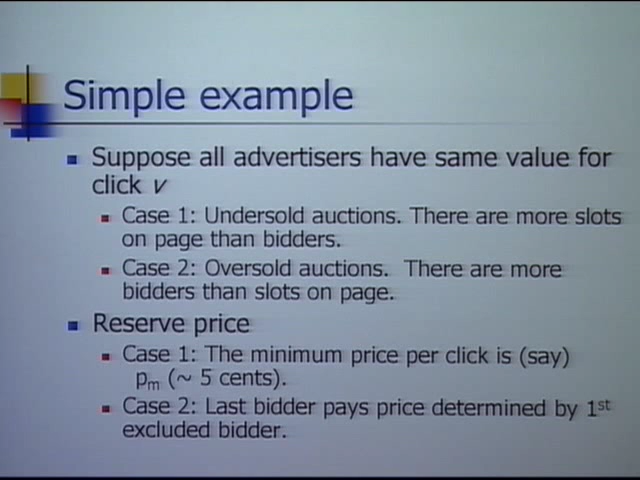 Simple example
Suppose all advertisers have same value for
click v
Case 1: Undersold auctions. There are more slots
on page than bidders.
Case 2: Oversold auctions. There are more
bidders than slots on page.
Reserve price
Case 1: The minimum price per click is (say)
pm (~ 5 cents).
Case 2: Last bidder pays price determined by 1st
excluded bidder.